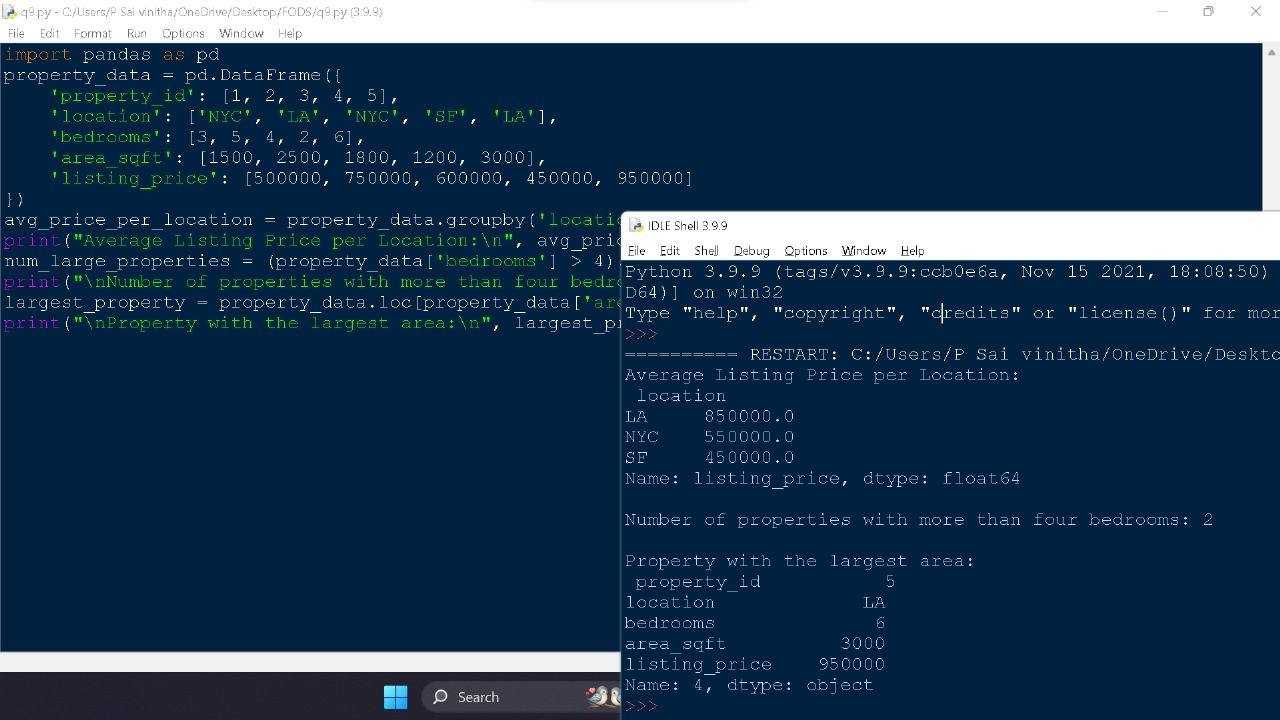 q9.py - C:/Users/P Sai vinitha/OneDrive/Desktop/FODS/q9.py (3.9.9)
File Edit Format Run Options Window Help
import pandas as pd
property_data = pd.DataFrame({
    'property_id': [1, 2, 3, 4, 5],
    'location': ['NYC', 'LA', 'NYC', 'SF', 'LA'],
    'bedrooms': [3, 5, 4, 2, 6],
    'area_sqft': [1500, 2500, 1800, 1200, 3000],
    'listing_price': [500000, 750000, 600000, 450000, 950000]
})
avg_price_per_location = property_data.groupby('locati
print("Average Listing Price per Location:\n", avg_pric
num_large_properties = (property_data['bedrooms'] > 4)
print("\nNumber of properties with more than four bedr
largest_property = property_data.loc[property_data['ar
print("\nProperty with the largest area:\n", largest_p
IDLE Shell 3.9.9
File Edit Shell Debug Options Window Help
Python 3.9.9 (tags/v3.9.9:ccb0e6a, Nov 15 2021, 18:08:50)
D64)] on win32
Type "help", "copyright", "credits" or "license()" for mor
>>>
========== RESTART: C:/Users/P Sai vinitha/OneDrive/Deskto
Average Listing Price per Location:
 location
LA     850000.0
NYC    550000.0
SF     450000.0
Name: listing_price, dtype: float64
Number of properties with more than four bedrooms: 2
Property with the largest area:
 property_id           5
location             LA
bedrooms              6
area_sqft          3000
listing_price    950000
Name: 4, dtype: object
>>>
Search